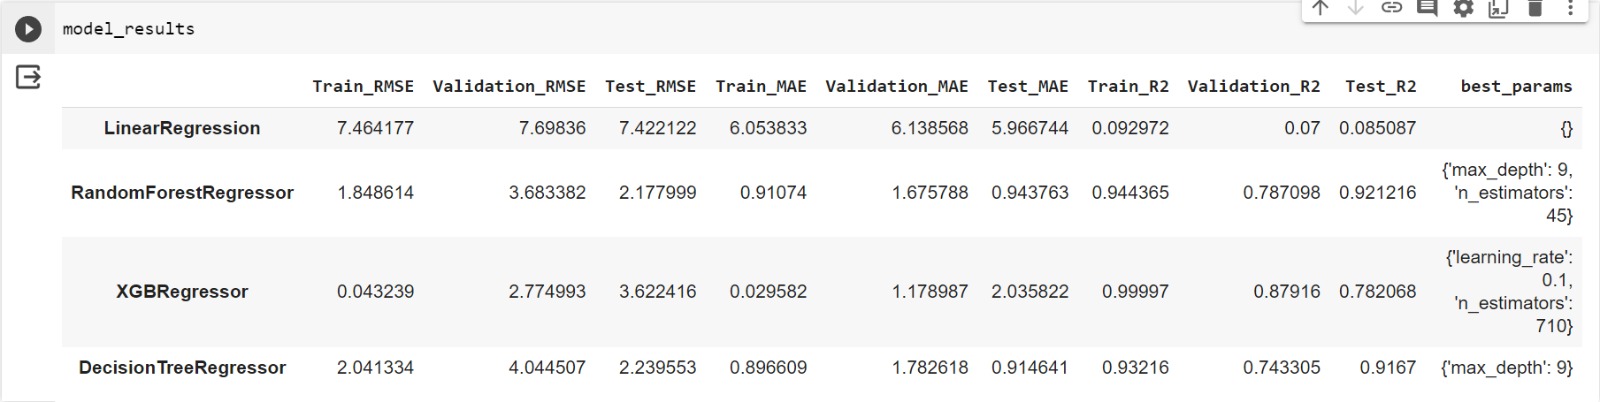 model_results
Train_RMSE Validation_RMSE Test_RMSE Train_MAE Validation_MAE Test_MAE Train_R2 Validation_R2 Test_R2 best_params
LinearRegression 7.464177 7.69836 7.422122 6.053833 6.138568 5.966744 0.092972 0.07 0.085087 {}
{'max_depth': 9,
RandomForestRegressor 1.848614 3.683382 2.177999 0.91074 1.675788 0.943763 0.944365 0.787098 0.921216 'n_estimators':
45}
{'learning_rate':
0.1,
XGBRegressor 0.043239 2.774993 3.622416 0.029582 1.178987 2.035822 0.99997 0.87916 0.782068
'n_estimators':
710}
DecisionTreeRegressor 2.041334 4.044507 2.239553 0.896609 1.782618 0.914641 0.93216 0.743305 0.9167 {'max_depth': 9}